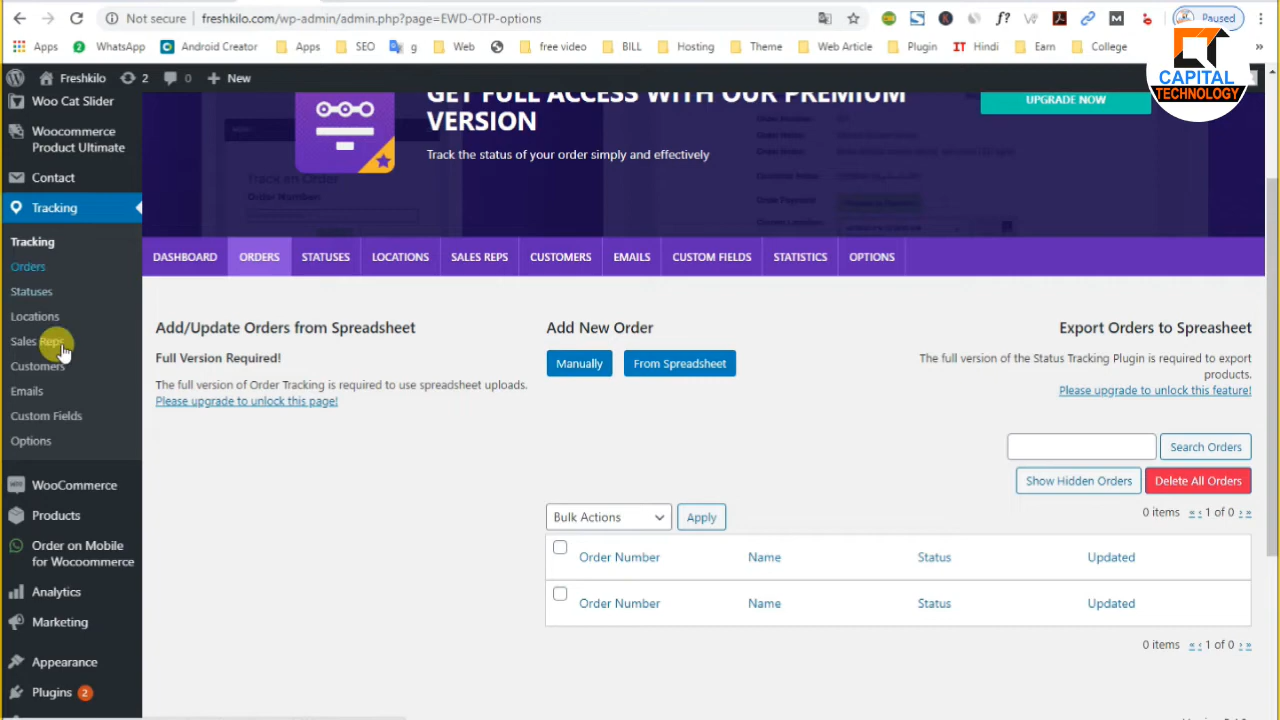 Not secure | freshkilo.com/wp-admin/admin.php?page=EWD-OTP-options
Paused
Apps WhatsApp Android Creator Apps SEO g Web free video BILL Hosting Theme Web Article Plugin IT Hindi Earn College »
CAPITAL
TECHNOLOGY
Freshkilo 2 0 + New
Woo Cat Slider
Woocommerce
Product Ultimate
Contact
Tracking
Tracking
Orders
Statuses
Locations
Sales Reps
Customers
Emails
Custom Fields
Options
WooCommerce
Products
Order on Mobile
for Wocoommerce
Analytics
Marketing
Appearance
Plugins 2
GET FULL ACCESS WITH OUR PREMIUM
VERSION
Track the status of your order simply and effectively
UPGRADE NOW
Track an Order
Order Number:
DASHBOARD ORDERS STATUSES LOCATIONS SALES REPS CUSTOMERS EMAILS CUSTOM FIELDS STATISTICS OPTIONS
Add/Update Orders from Spreadsheet
Full Version Required!
The full version of Order Tracking is required to use spreadsheet uploads.
Please upgrade to unlock this page!
Add New Order
Manually From Spreadsheet
Export Orders to Spreasheet
The full version of the Status Tracking Plugin is required to export
products.
Please upgrade to unlock this feature!
Search Orders
Show Hidden Orders Delete All Orders
Bulk Actions Apply
0 items « ‹ 1 of 0 › »
Order Number Name Status Updated
Order Number Name Status Updated
0 items « ‹ 1 of 0 › »